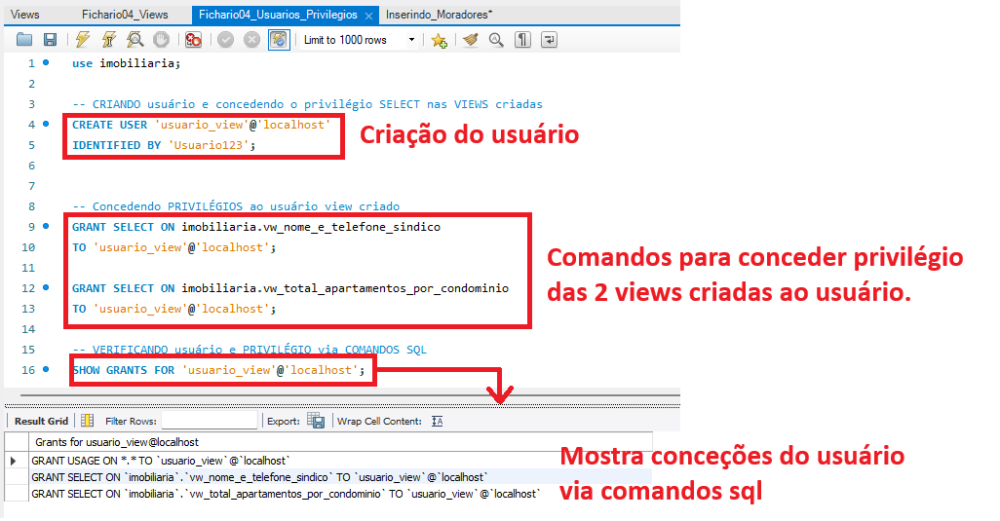 Views Fichario04_Views Fichario04_Usuarios_Privilegios × Inserindo_Moradores*
Limit to 1000 rows
1 use imobiliaria;
2
3 -- CRIANDO usuário e concedendo o privilégio SELECT nas VIEWS criadas
4 CREATE USER 'usuario_view'@'localhost'
5 IDENTIFIED BY 'Usuario123';
Criação do usuário
6
7
8 -- Concedendo PRIVILÉGIOS ao usuário view criado
9 GRANT SELECT ON imobiliaria.vw_nome_e_telefone_sindico
10 TO 'usuario_view'@'localhost';
11
12 GRANT SELECT ON imobiliaria.vw_total_apartamentos_por_condominio
13 TO 'usuario_view'@'localhost';
Comandos para conceder privilégio
das 2 views criadas ao usuário.
14
15 -- VERIFICANDO usuário e PRIVILÉGIO via COMANDOS SQL
16 SHOW GRANTS FOR 'usuario_view'@'localhost';
Result Grid Filter Rows: Export: Wrap Cell Content: IA
Grants for usuario_view@localhost
GRANT USAGE ON *.* TO `usuario_view`@`localhost`
GRANT SELECT ON `imobiliaria`.`vw_nome_e_telefone_sindico` TO `usuario_view`@`localhost`
GRANT SELECT ON `imobiliaria`.`vw_total_apartamentos_por_condominio` TO `usuario_view`@`localhost`
Mostra conceções do usuário
via comandos sql